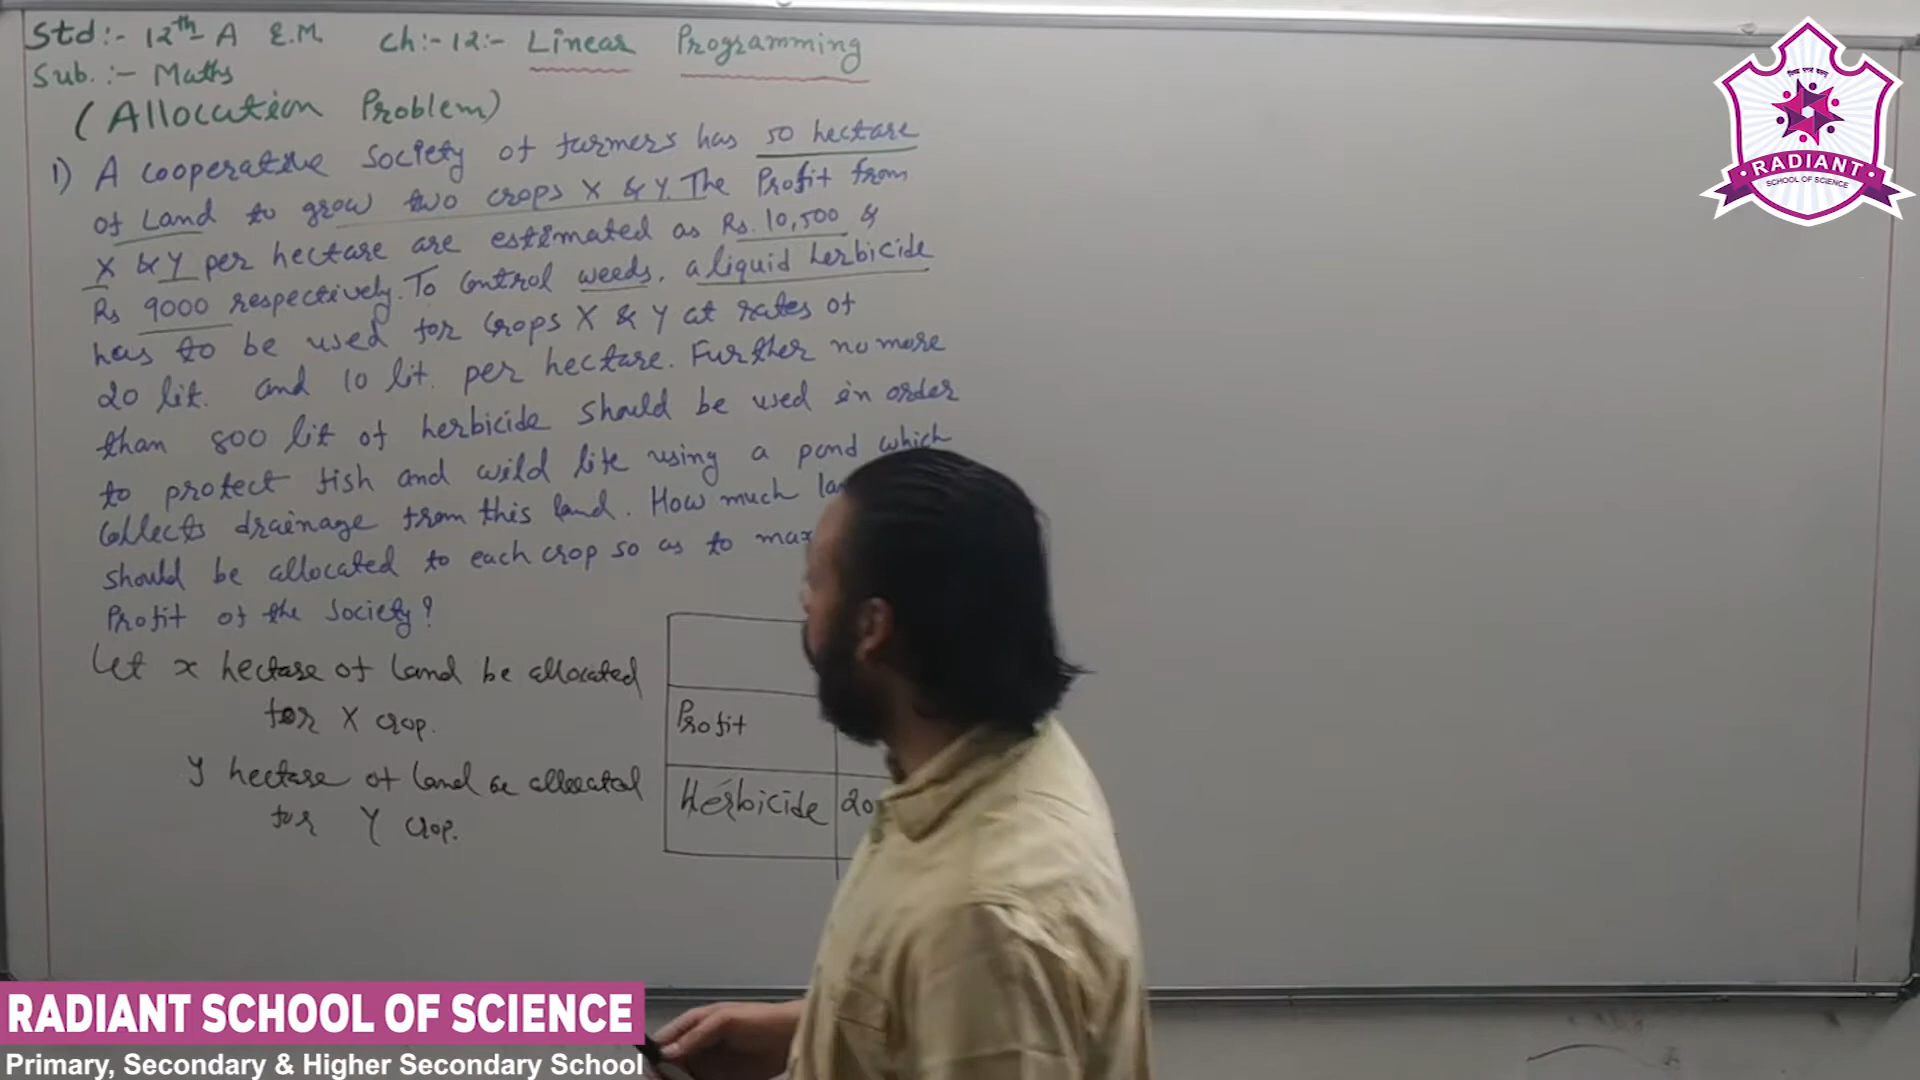 Std:- 12th A E.M. Ch:-12:- Linear Programming
Sub.:- Maths
(Allocation Problem)
1) A cooperative Society of farmers has 50 hectare
of Land to grow two crops X & Y. The Profit from
X & Y per hectare are estimated as Rs. 10,500 &
Rs 9000 respectively. To Control weeds, a liquid herbicide
has to be used for Crops X & Y at rates of
20 lit. and 10 lit. per hectare. Further no more
than 800 lit of herbicide should be used in order
to protect fish and wild life using a pond which
Collects drainage from this land. How much
should be allocated to each crop so as to
Profit of the Society?
Let x hectare of land be allocated
for X crop.
y hectare of land be allocated
for Y crop.
Profit
Herbicide 20
RADIANT
SCHOOL OF SCIENCE
RADIANT SCHOOL OF SCIENCE
Primary, Secondary & Higher Secondary School